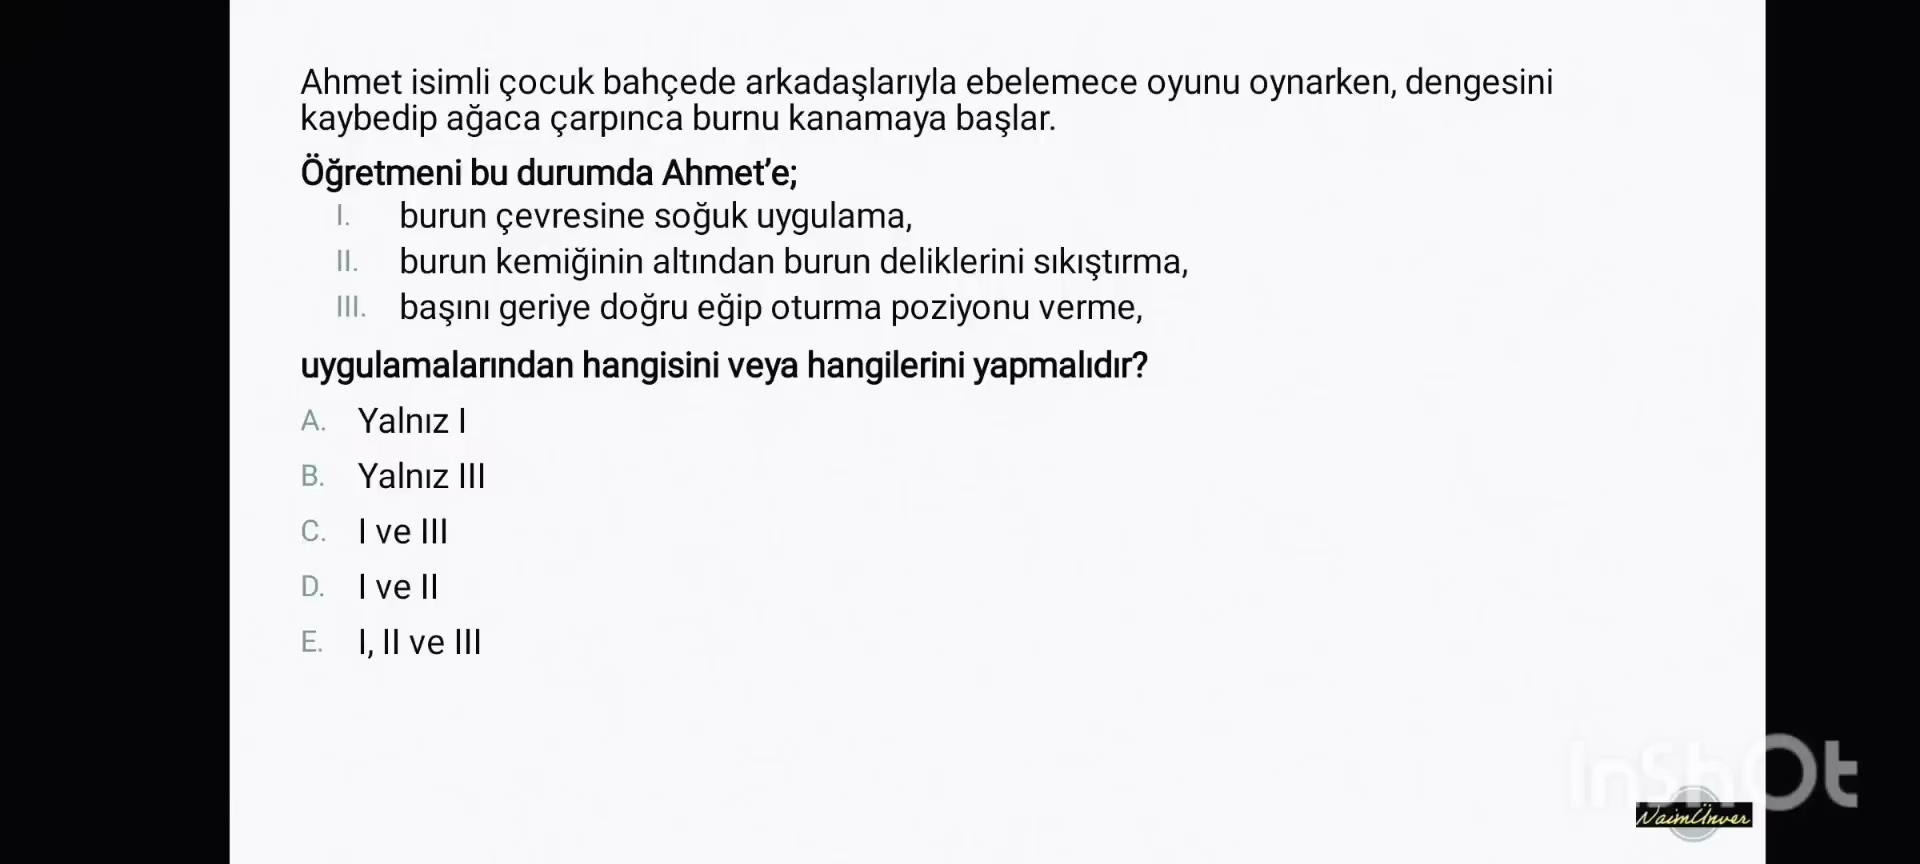 Ahmet isimli çocuk bahçede arkadaşlarıyla ebelemece oyunu oynarken, dengesini
kaybedip ağaca çarpınca burnu kanamaya başlar.
Öğretmeni bu durumda Ahmet’e;
I. burun çevresine soğuk uygulama,
II. burun kemiğinin altından burun deliklerini sıkıştırma,
III. başını geriye doğru eğip oturma poziyonu verme,
uygulamalarından hangisini veya hangilerini yapmalıdır?
A. Yalnız I
B. Yalnız III
C. I ve III
D. I ve II
E. I, II ve III
InShOt
NaimÜnver